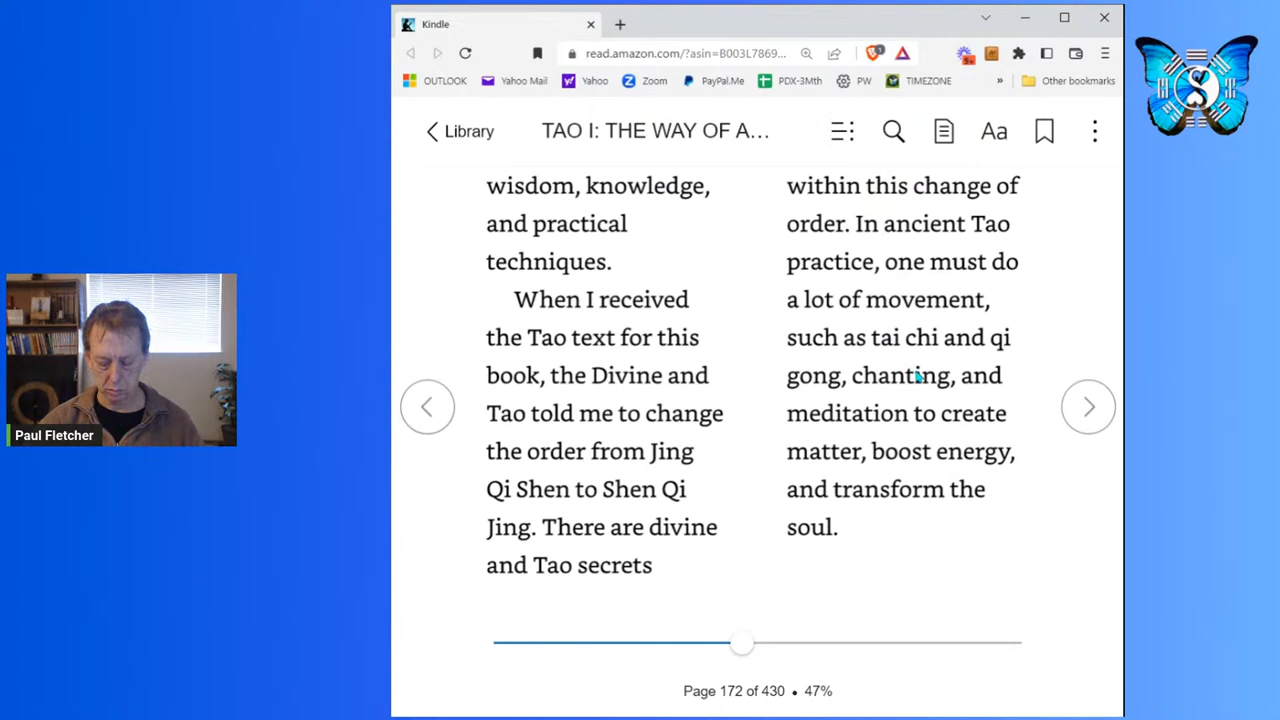 Kindle
read.amazon.com/?asin=B003L7869...
OUTLOOK Yahoo Mail Yahoo Zoom PayPal.Me PDX-3Mth PW TIMEZONE » Other bookmarks
Library
TAO I: THE WAY OF A...
Aa
wisdom, knowledge,
and practical
techniques.
When I received
the Tao text for this
book, the Divine and
Tao told me to change
the order from Jing
Qi Shen to Shen Qi
Jing. There are divine
and Tao secrets
within this change of
order. In ancient Tao
practice, one must do
a lot of movement,
such as tai chi and qi
gong, chanting, and
meditation to create
matter, boost energy,
and transform the
soul.
Page 172 of 430 • 47%
Paul Fletcher